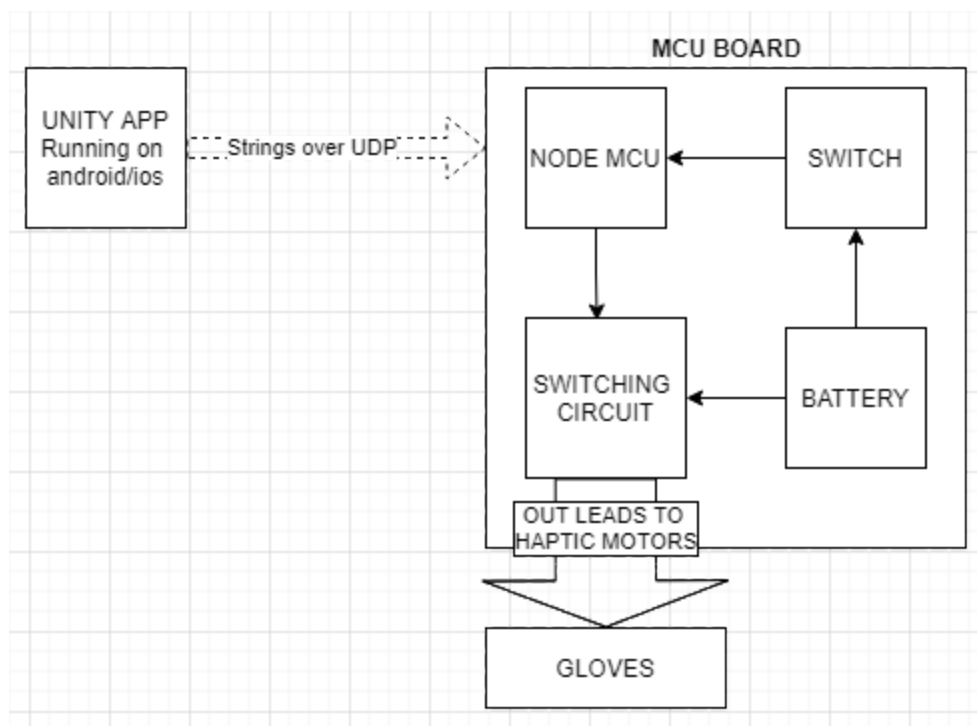 MCU BOARD
UNITY APP
Running on
android/ios
Strings over UDP
NODE MCU
SWITCH
SWITCHING
CIRCUIT
BATTERY
OUT LEADS TO
HAPTIC MOTORS
GLOVES